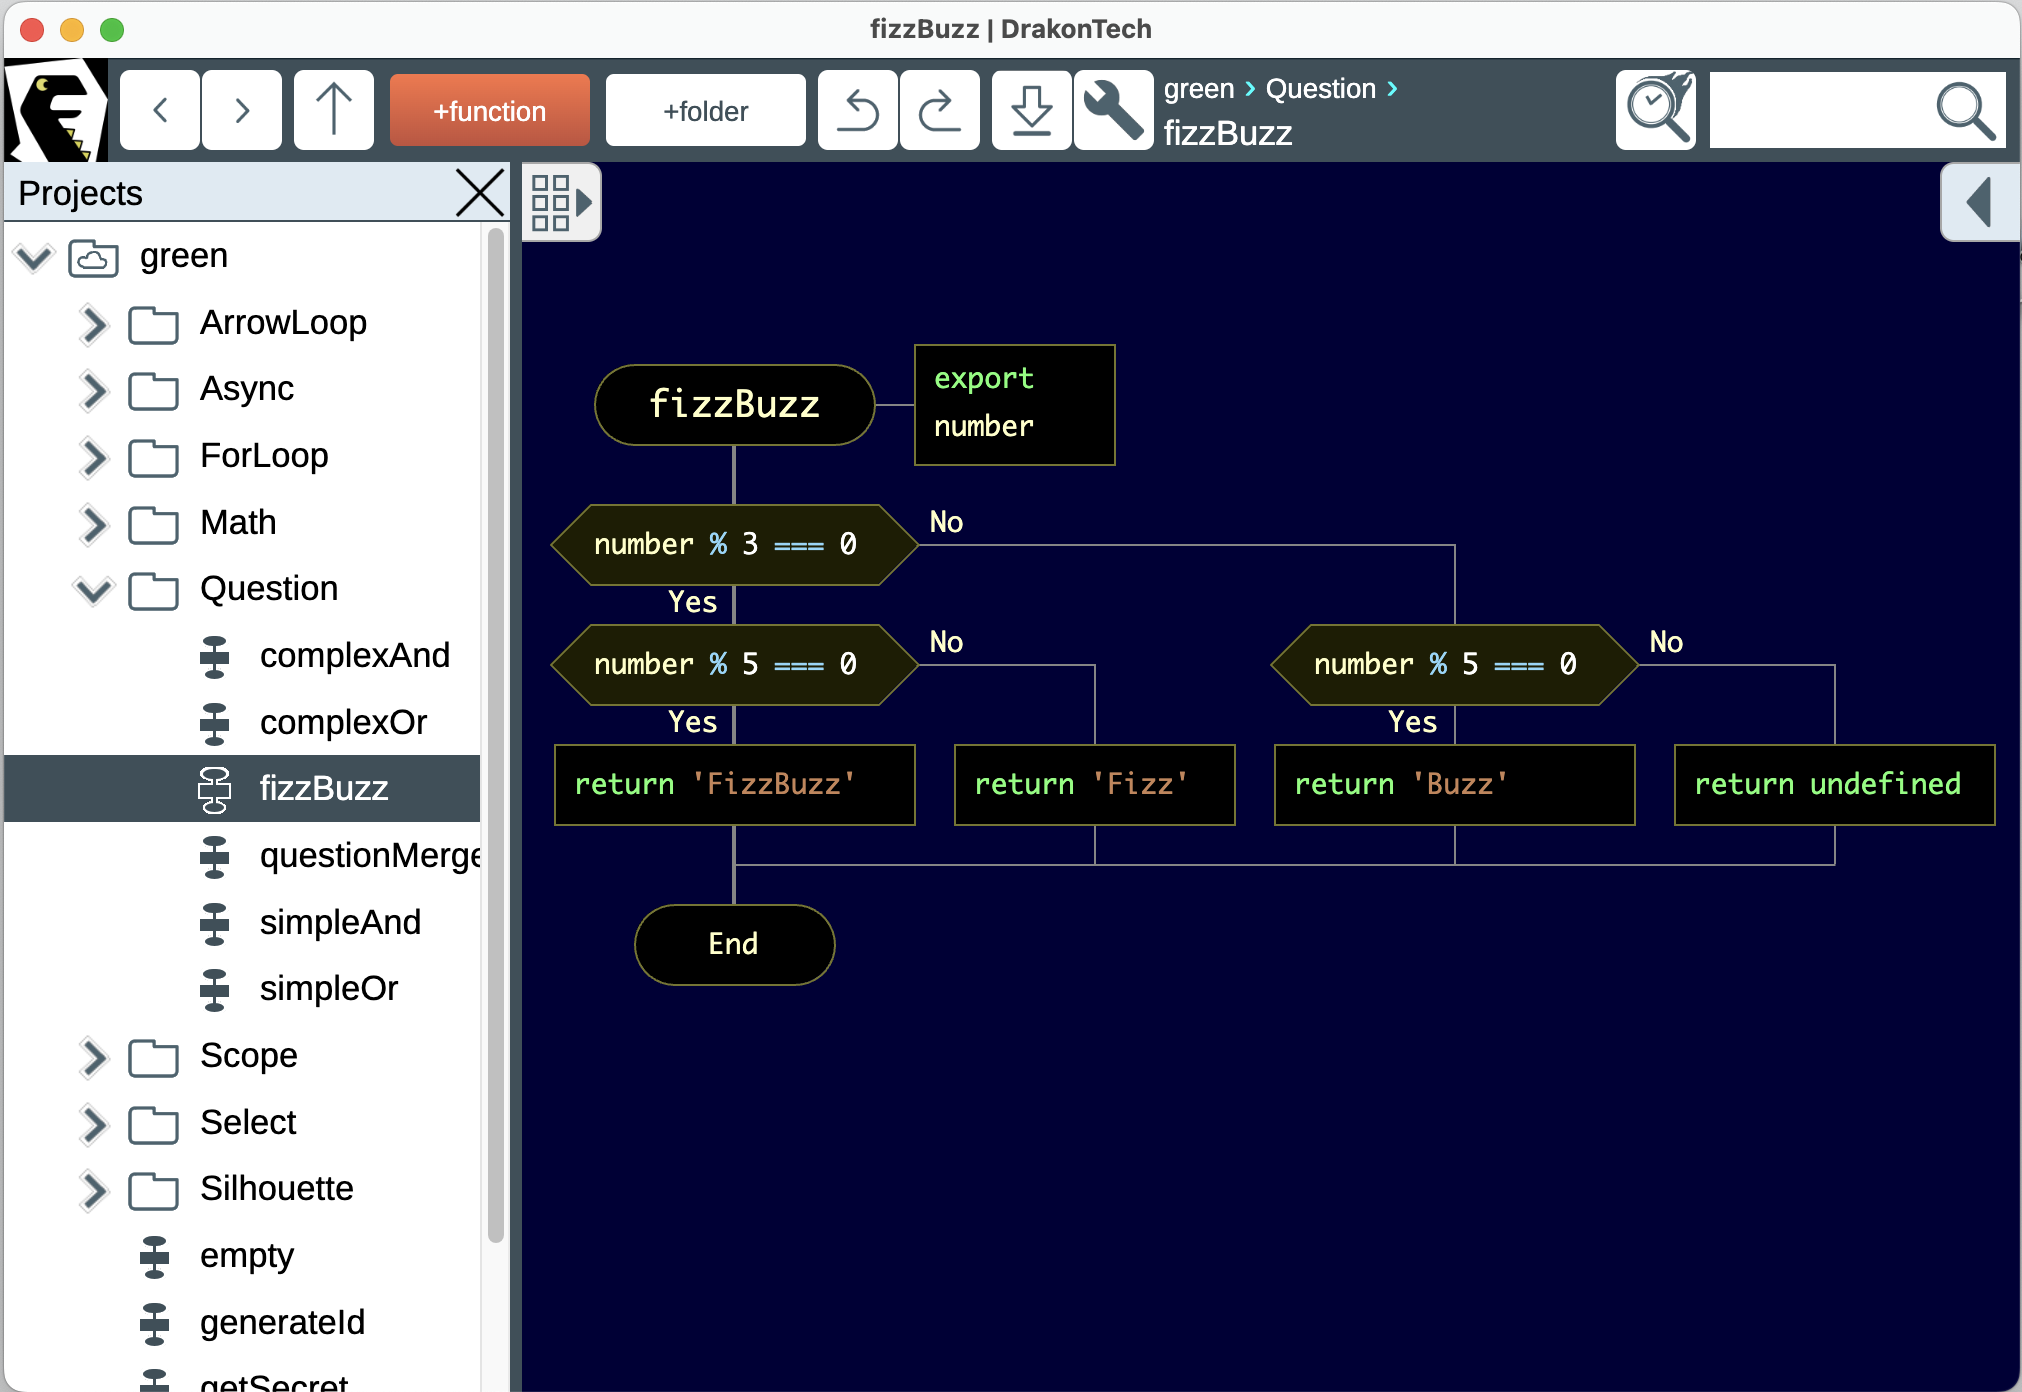 fizzBuzz | DrakonTech
+function
+folder
green › Question ›
fizzBuzz
Projects
green
ArrowLoop
Async
ForLoop
Math
Question
complexAnd
complexOr
fizzBuzz
questionMerge
simpleAnd
simpleOr
Scope
Select
Silhouette
empty
generateId
getSecret
fizzBuzz
export
number
number % 3 === 0
No
Yes
number % 5 === 0
No
number % 5 === 0
No
Yes
Yes
return 'FizzBuzz'
return 'Fizz'
return 'Buzz'
return undefined
End